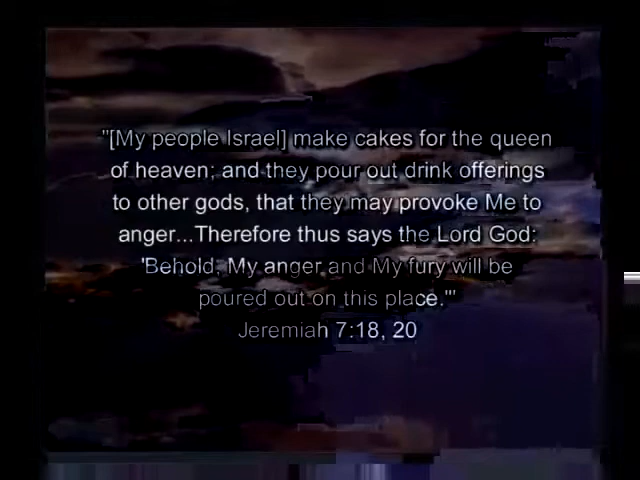 "[My people Israel] make cakes for the queen
of heaven; and they pour out drink offerings
to other gods, that they may provoke Me to
anger...Therefore thus says the Lord God:
'Behold, My anger and My fury will be
poured out on this place.'"
Jeremiah 7:18, 20